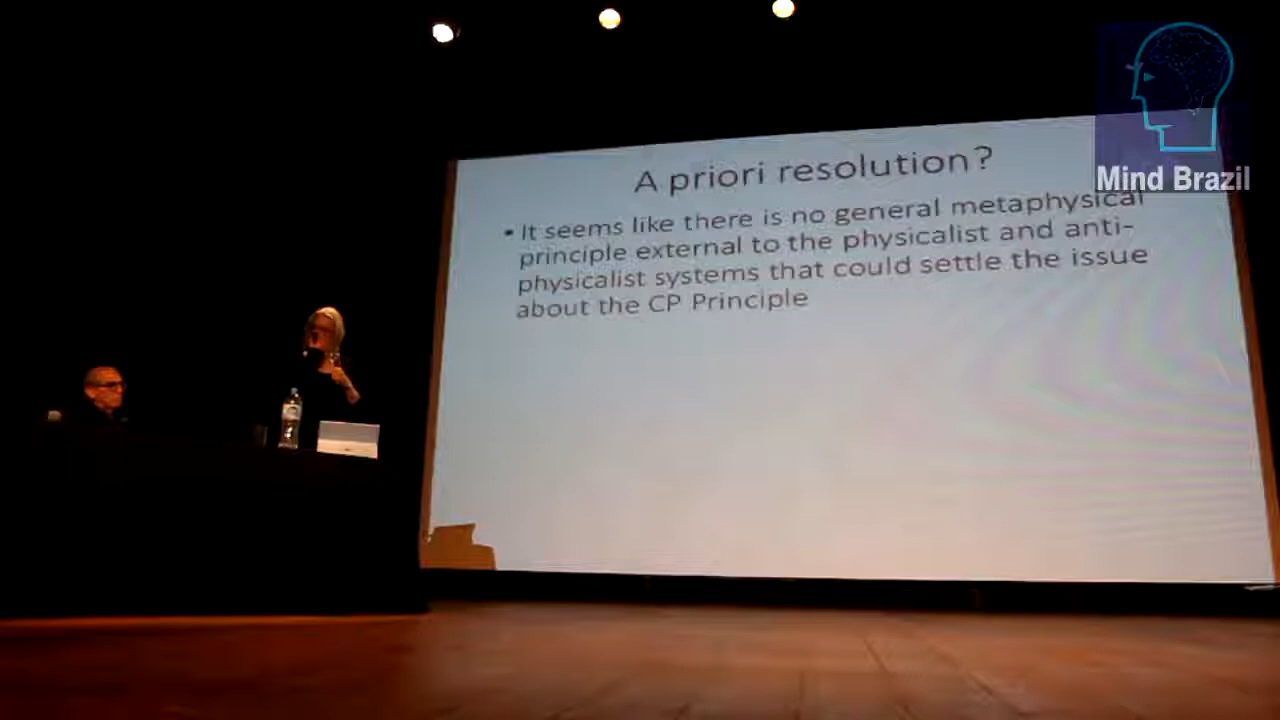 Mind Brazil
A priori resolution?
• It seems like there is no general metaphysical
principle external to the physicalist and anti-
physicalist systems that could settle the issue
about the CP Principle